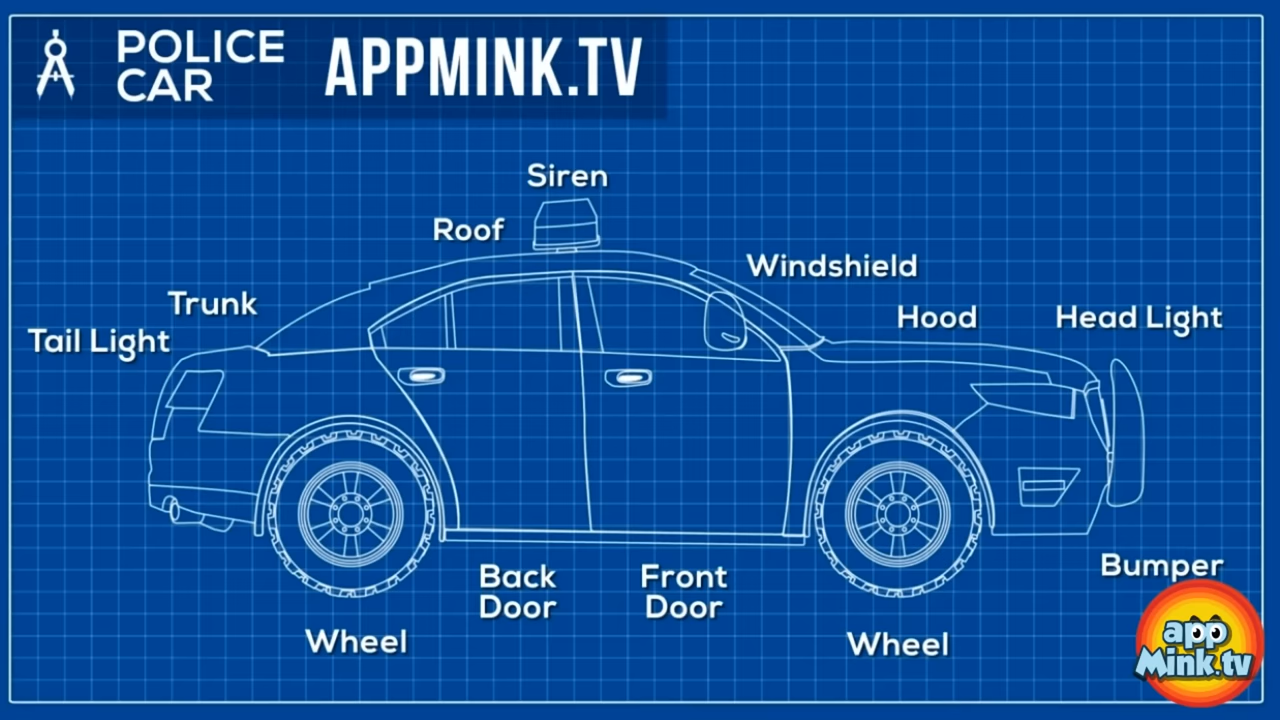 POLICE
CAR
APPMINK.TV
Siren
Roof
Windshield
Trunk
Hood
Head Light
Tail Light
Back
Door
Front
Door
Bumper
Wheel
Wheel
app
Mink.tv